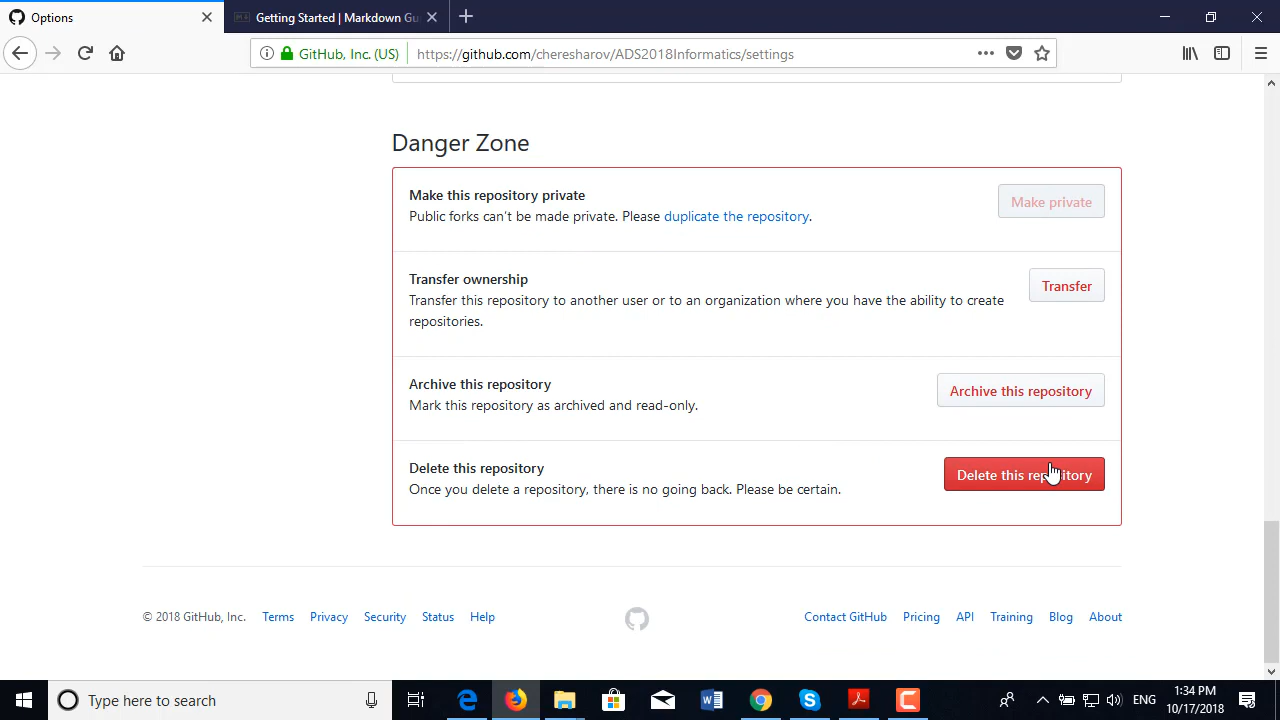 Options
Getting Started | Markdown Gu
GitHub, Inc. (US)
https://github.com/cheresharov/ADS2018Informatics/settings
Danger Zone
Make this repository private
Public forks can't be made private. Please duplicate the repository.
Make private
Transfer ownership
Transfer this repository to another user or to an organization where you have the ability to create
repositories.
Transfer
Archive this repository
Mark this repository as archived and read-only.
Archive this repository
Delete this repository
Once you delete a repository, there is no going back. Please be certain.
Delete this repository
© 2018 GitHub, Inc. Terms Privacy Security Status Help
Contact GitHub Pricing API Training Blog About
Type here to search
ENG
1:34 PM
10/17/2018